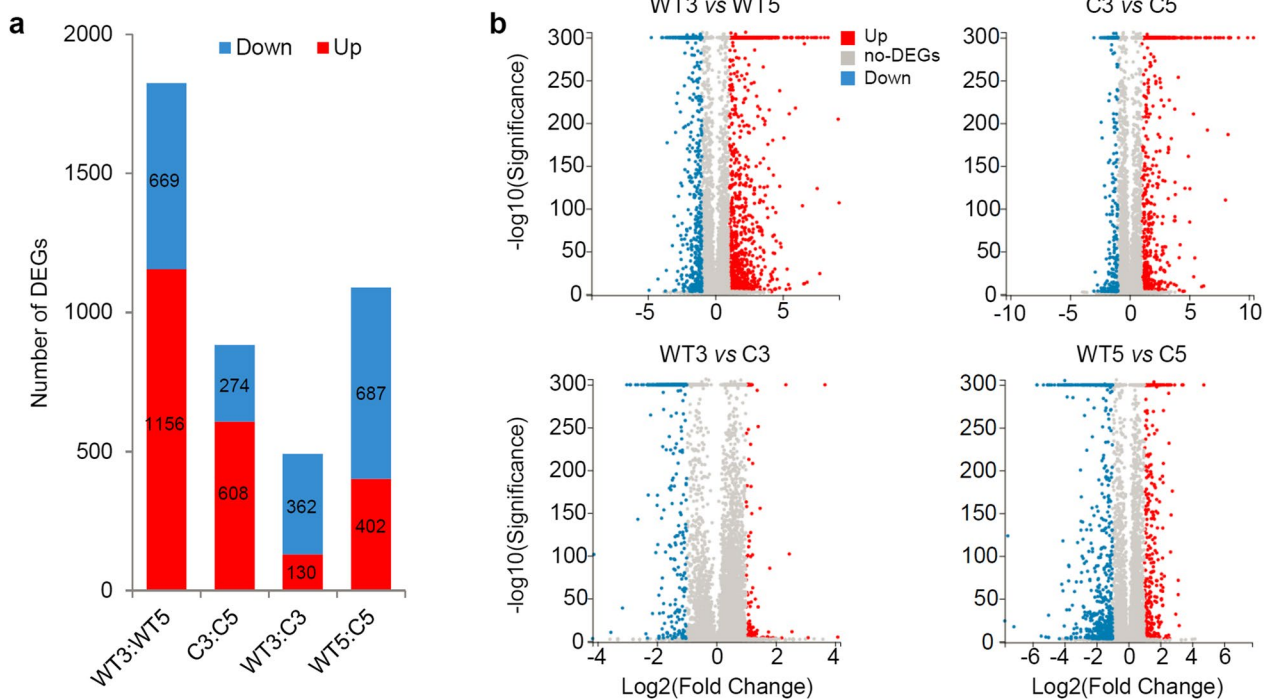 a
2000
1500
1000
500
0
Number of DEGs
Down Up
669
1156
274
608
362
130
687
402
WT3:WT5
C3:C5
WT3:C3
WT5:C5
b
WT3 vs WT5
-log10(Significance)
300
250
200
150
100
50
0
-5 0 5
Up
no-DEGs
Down
C3 vs C5
300
250
200
150
100
50
0
-10 -5 0 5 10
WT3 vs C3
-log10(Significance)
300
250
200
150
100
50
0
-4 -2 0 2 4
Log2(Fold Change)
WT5 vs C5
300
250
200
150
100
50
0
-6 -4 -2 0 2 4 6
Log2(Fold Change)